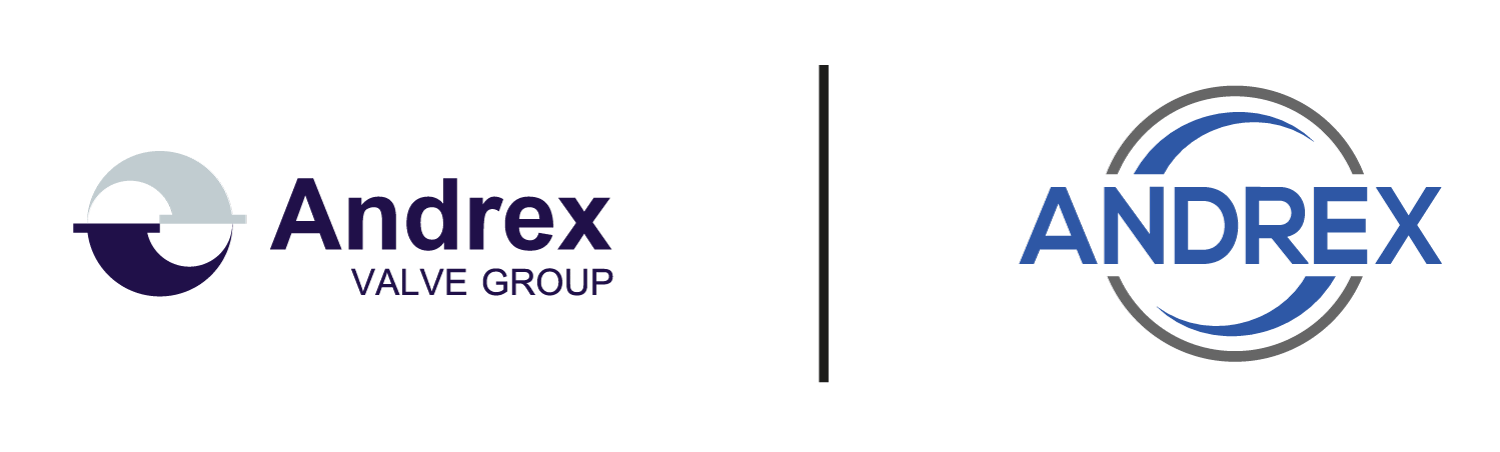 Andrex
VALVE GROUP
ANDREX